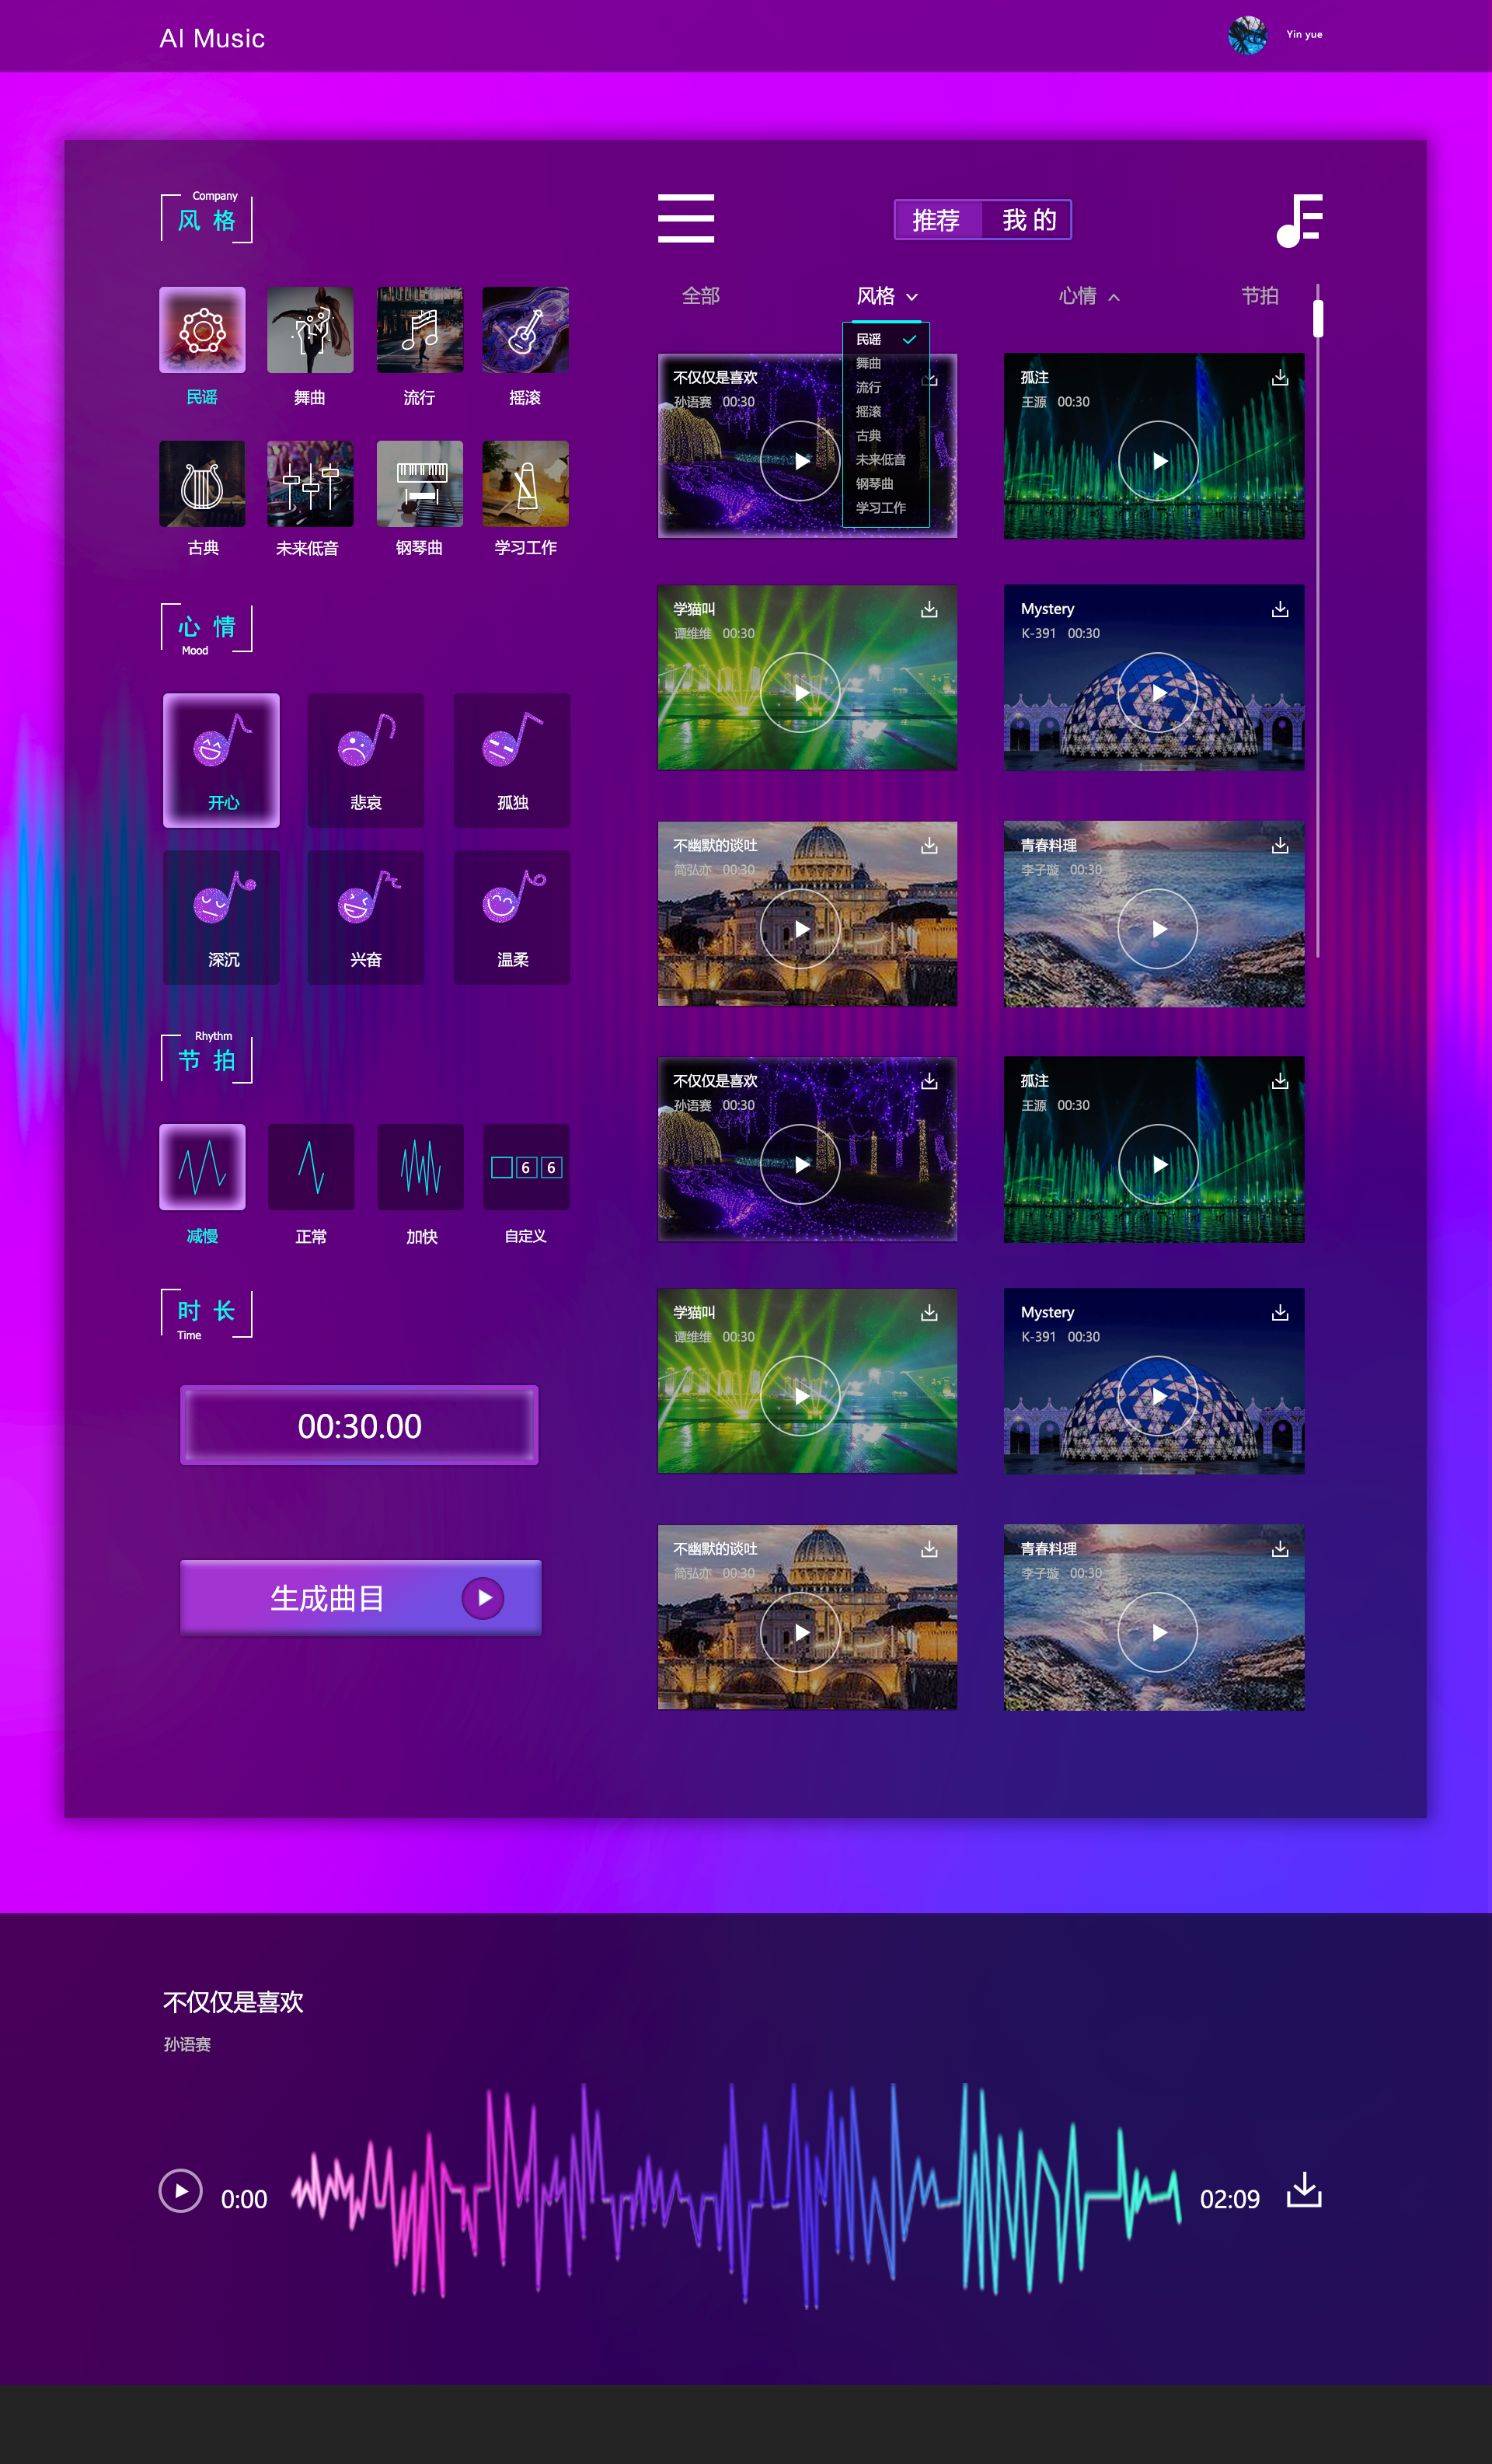 AI Music
Yin yue
Company
风 格
民谣 舞曲 流行 摇滚
古典 未来低音 钢琴曲 学习工作
心 情
Mood
开心 悲哀 孤独
深沉 兴奋 温柔
Rhythm
节 拍
6 6
减慢 正常 加快 自定义
时 长
Time
00:30.00
生成曲目
推荐 我 的
全部 风格 心情 节拍
民谣
舞曲
流行
摇滚
古典
未来低音
钢琴曲
学习工作
不仅仅是喜欢
孙语赛 00:30
孤注
王源 00:30
学猫叫
谭维维 00:30
Mystery
K-391 00:30
不幽默的谈吐
简弘亦 00:30
青春料理
李子璇 00:30
不仅仅是喜欢
孙语赛 00:30
孤注
王源 00:30
学猫叫
谭维维 00:30
Mystery
K-391 00:30
不幽默的谈吐
简弘亦 00:30
青春料理
李子璇 00:30
不仅仅是喜欢
孙语赛
0:00 02:09